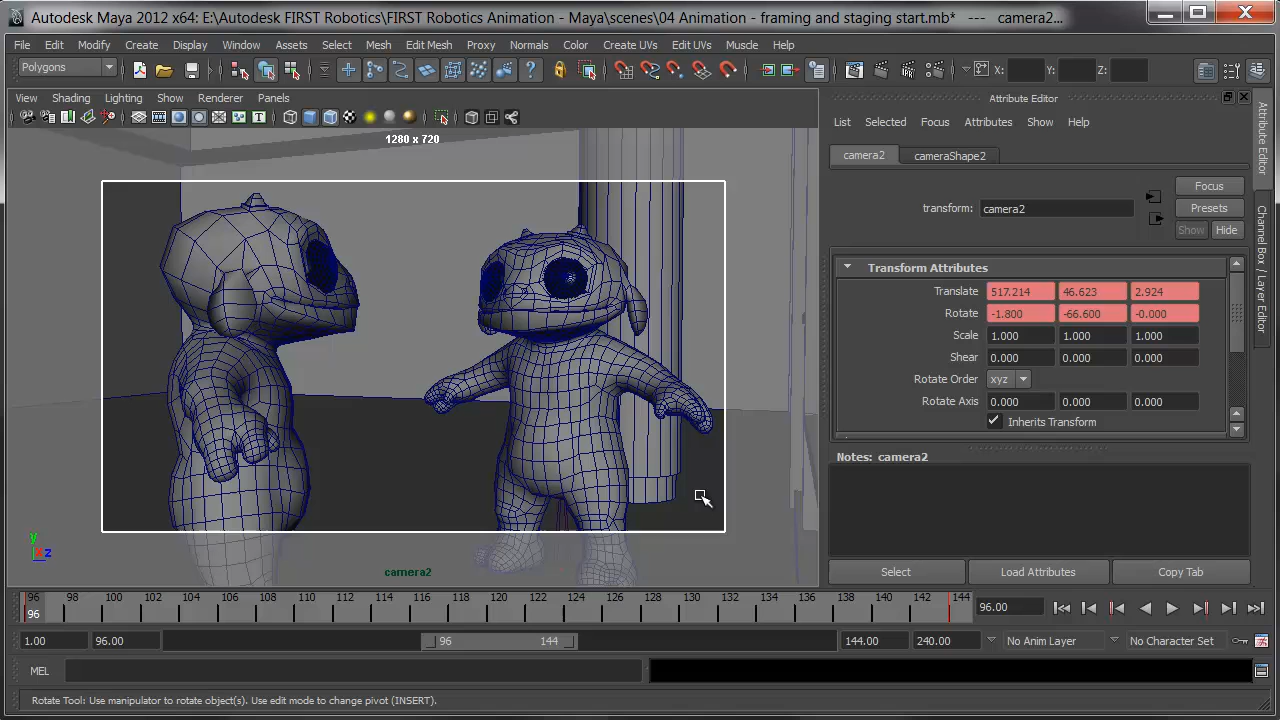 Autodesk Maya 2012 x64: E:\Autodesk FIRST Robotics\FIRST Robotics Animation - Maya\scenes\04 Animation - framing and staging start.mb* --- camera2...
File Edit Modify Create Display Window Assets Select Mesh Edit Mesh Proxy Normals Color Create UVs Edit UVs Muscle Help
Polygons X: Y: Z:
View Shading Lighting Show Renderer Panels
Attribute Editor
List Selected Focus Attributes Show Help
1280 x 720
camera2 cameraShape2
Focus
transform: camera2 Presets
Show Hide
Transform Attributes
Translate 517.214 46.623 2.924
Rotate -1.800 -66.600 -0.000
Scale 1.000 1.000 1.000
Shear 0.000 0.000 0.000
Rotate Order xyz
Rotate Axis 0.000 0.000 0.000
Inherits Transform
Notes: camera2
Select Load Attributes Copy Tab
Attribute Editor
Channel Box / Layer Editor
y
x z
camera2
96 98 100 102 104 106 108 110 112 114 116 118 120 122 124 126 128 130 132 134 136 138 140 142 144
96 96.00
1.00 96.00 96 144 144.00 240.00 No Anim Layer No Character Set
MEL
Rotate Tool: Use manipulator to rotate object(s). Use edit mode to change pivot (INSERT).